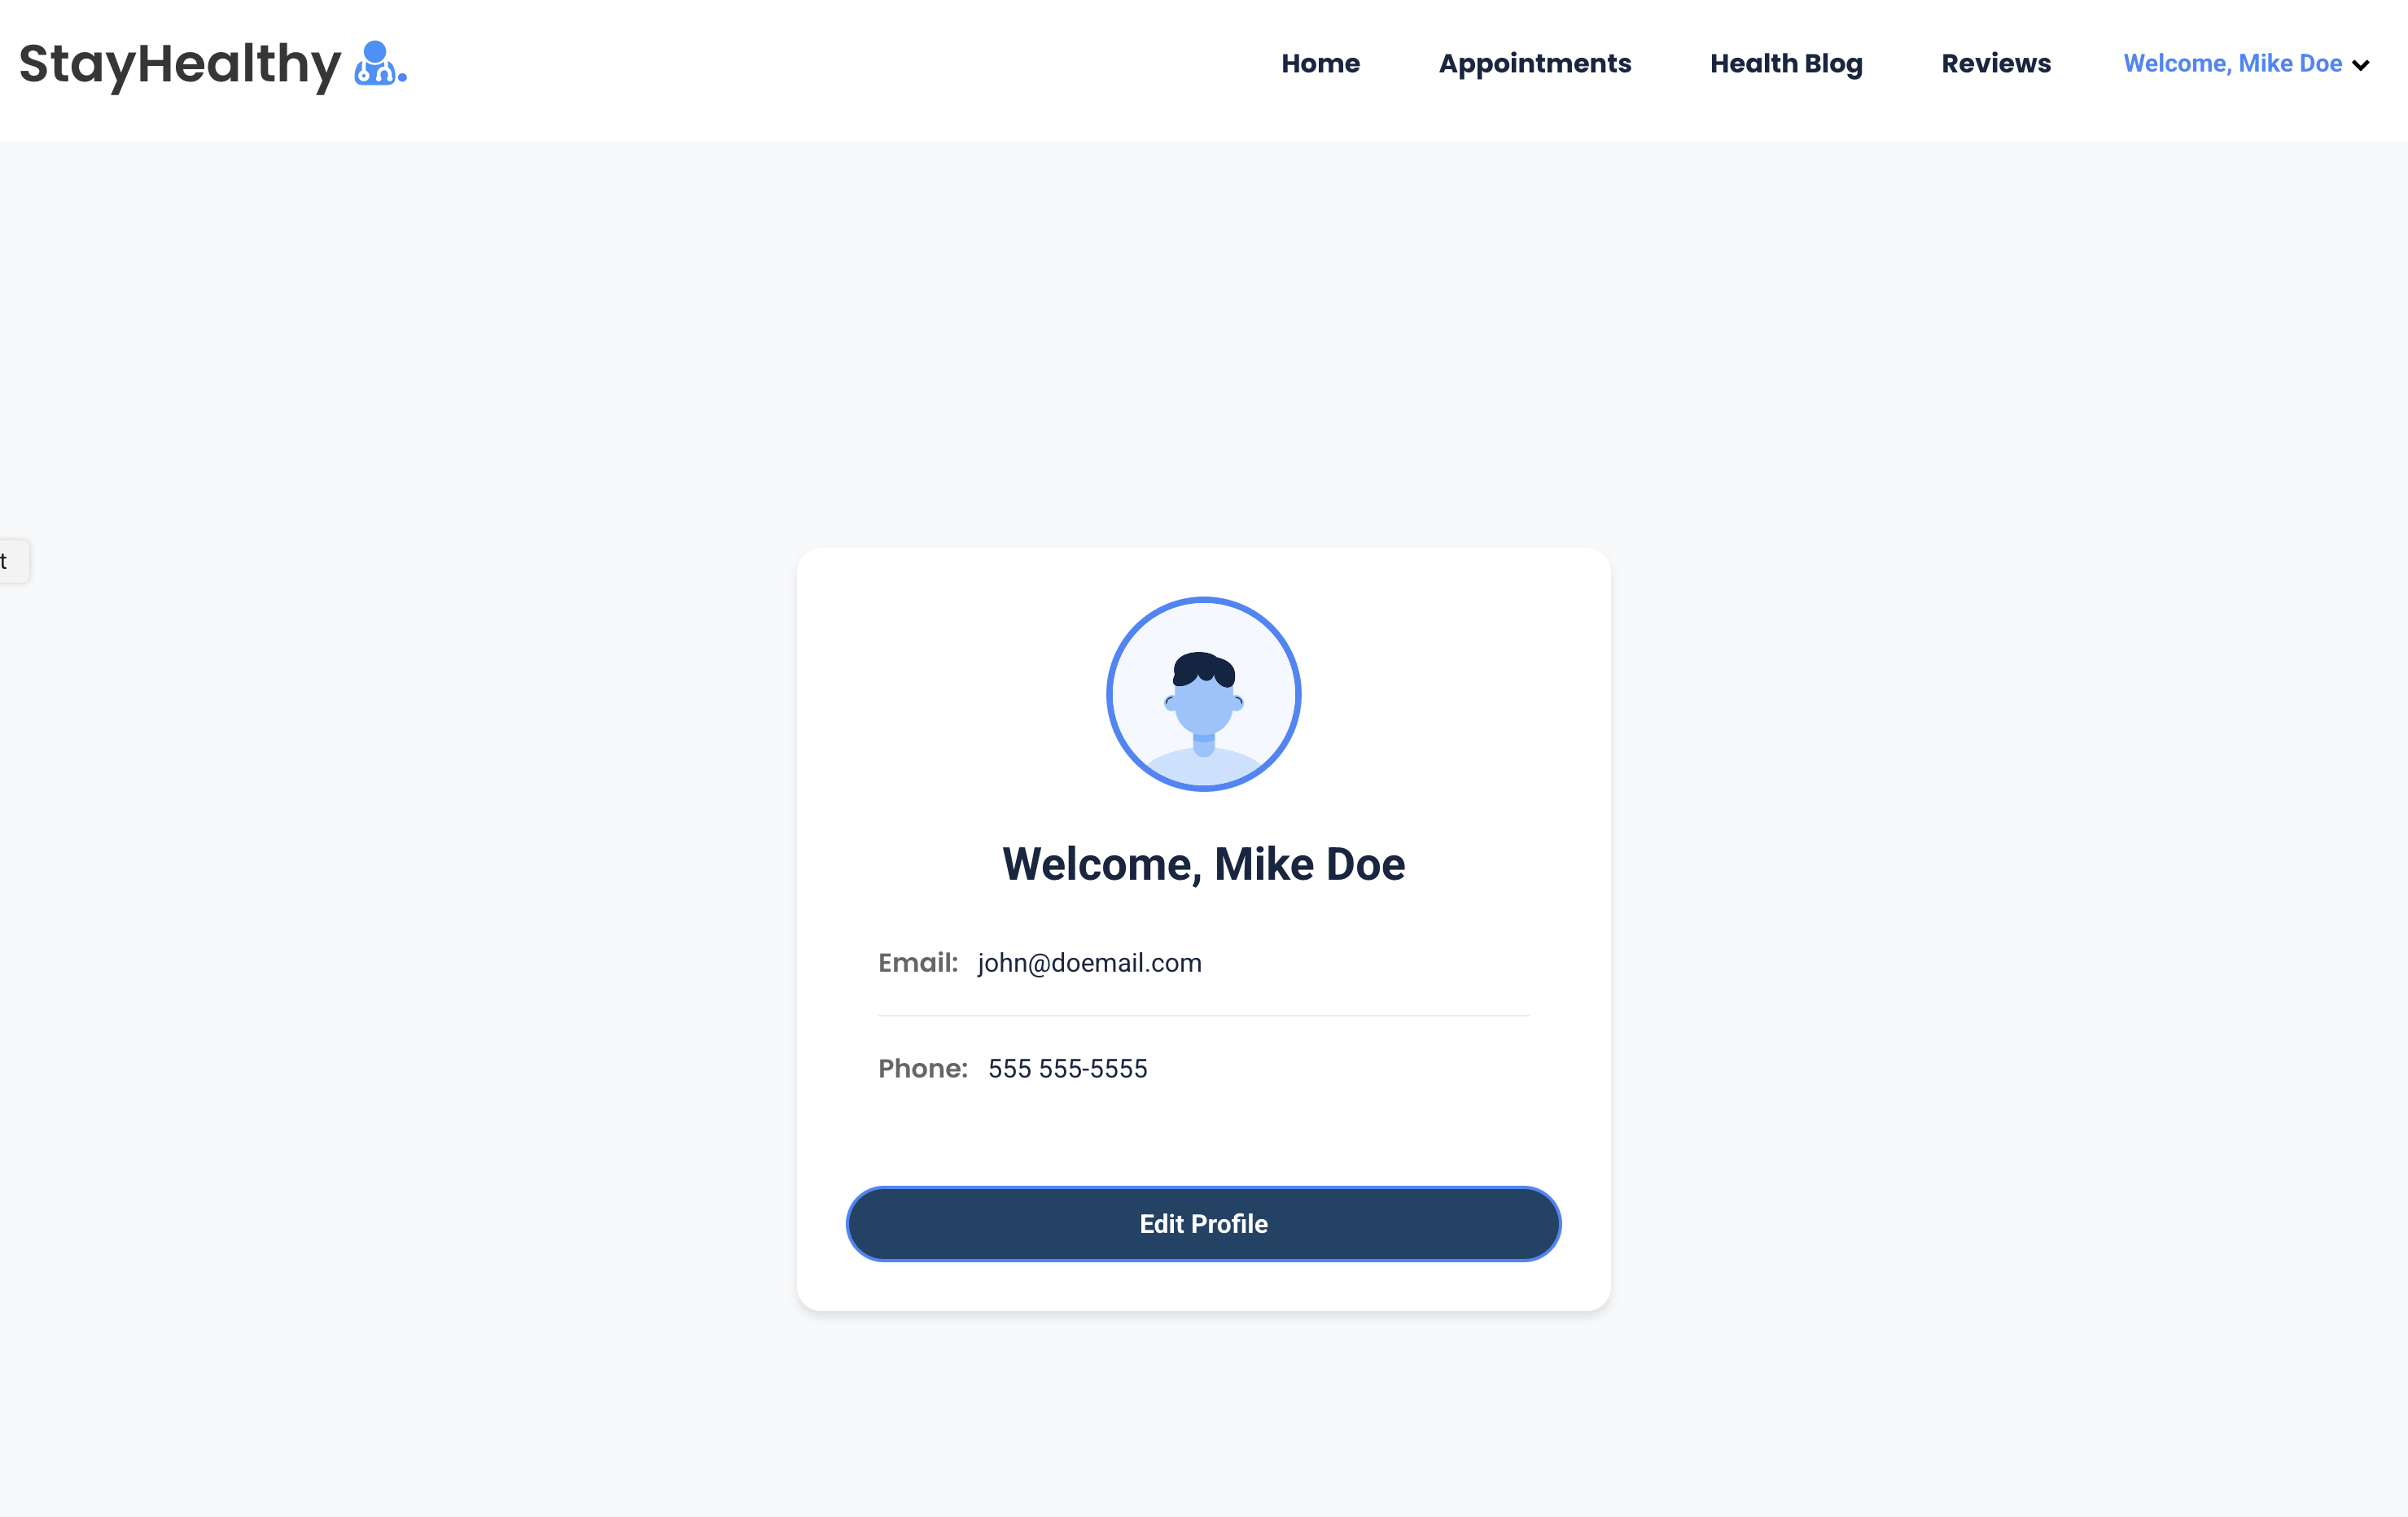 StayHealthy
Home Appointments Health Blog Reviews Welcome, Mike Doe
t
Welcome, Mike Doe
Email: john@doemail.com
Phone: 555 555-5555
Edit Profile